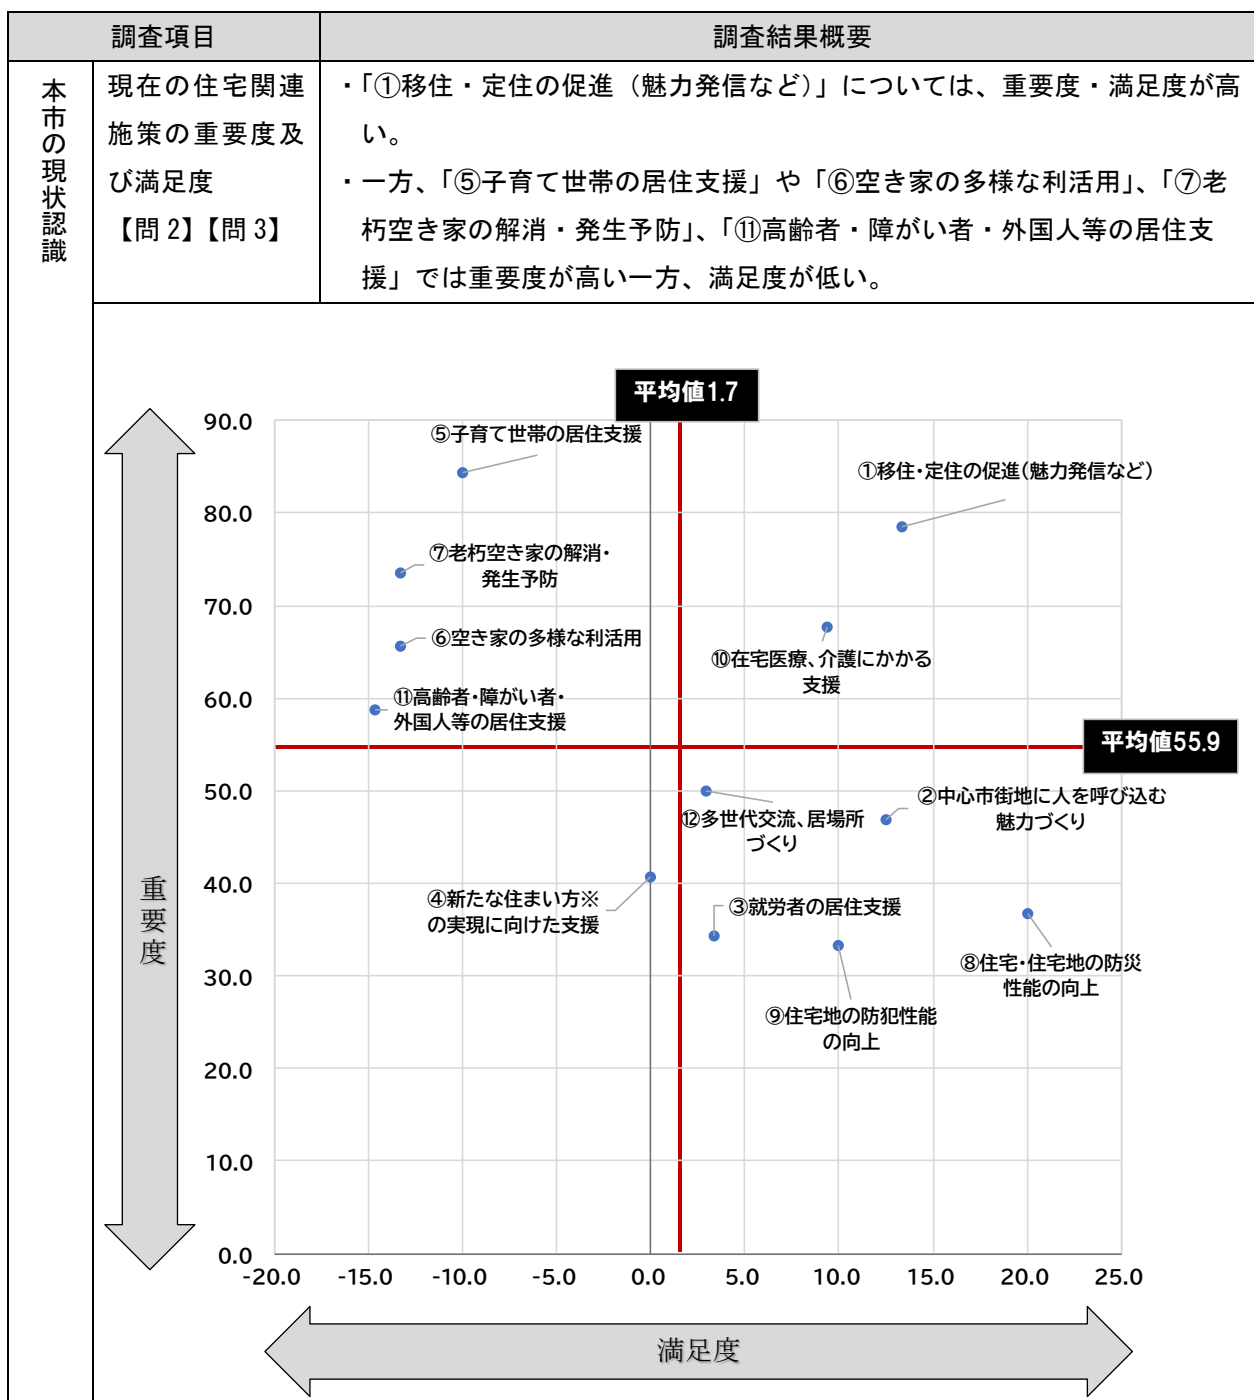 調査項目
調査結果概要
本市の現状認識
現在の住宅関連
施策の重要度及
び満足度
【問2】【問3】
・「①移住・定住の促進（魅力発信など）」については、重要度・満足度が高
い。
・一方、「⑤子育て世帯の居住支援」や「⑥空き家の多様な利活用」、「⑦老
朽空き家の解消・発生予防」、「⑪高齢者・障がい者・外国人等の居住支
援」では重要度が高い一方、満足度が低い。
平均値1.7
90.0
⑤子育て世帯の居住支援
①移住・定住の促進（魅力発信など）
80.0
⑦老朽空き家の解消・
発生予防
70.0
⑥空き家の多様な利活用
⑩在宅医療、介護にかかる
支援
60.0
⑪高齢者・障がい者・
外国人等の居住支援
平均値55.9
50.0
②中心市街地に人を呼び込む
魅力づくり
⑫多世代交流、居場所
づくり
40.0
④新たな住まい方※
の実現に向けた支援
③就労者の居住支援
重要度
30.0
⑧住宅・住宅地の防災
性能の向上
⑨住宅地の防犯性能
の向上
20.0
10.0
0.0
-20.0
-15.0
-10.0
-5.0
0.0
5.0
10.0
15.0
20.0
25.0
満足度